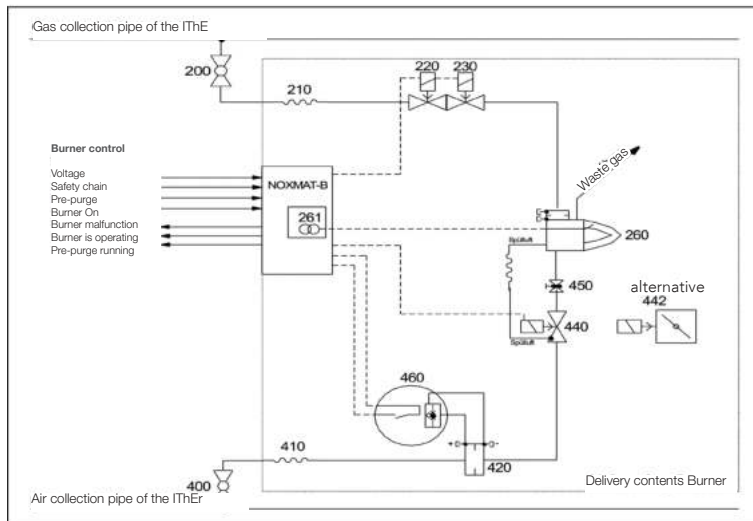 Gas collection pipe of the IThE
200
210
220 230
Burner control
Voltage
Safety chain
Pre-purge
Burner On
Burner malfunction
Burner is operating
Pre-purge running
NOXMAT-B
261
Waste gas
260
Spülluft
450
alternative
442
440
Spülluft
460
410
420
+
-
400
Delivery contents Burner
Air collection pipe of the IThEr